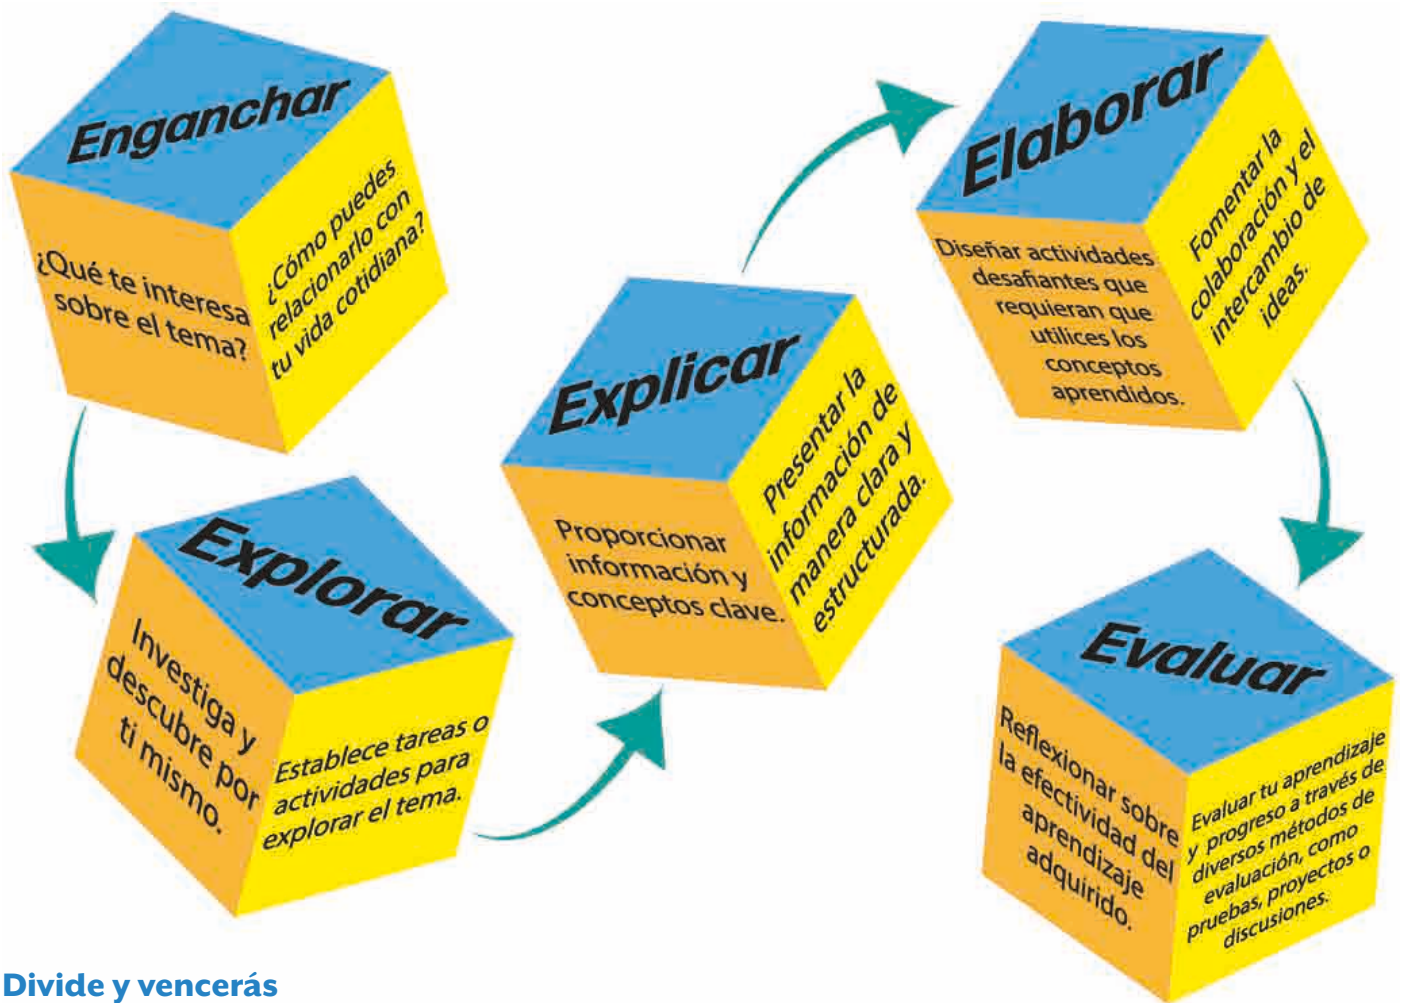 Enganchar
¿Qué te interesa
sobre el tema?
¿Cómo puedes
relacionarlo con
tu vida cotidiana?
Explorar
Investiga y
descubre por
ti mismo.
Establece tareas o
actividades para
explorar el tema.
Explicar
Proporcionar
información y
conceptos clave.
Presentar la
información de
manera clara y
estructurada.
Elaborar
Diseñar actividades
desafiantes que
requieran que
utilices los
conceptos
aprendidos.
Fomentar la
colaboración y el
intercambio de
ideas.
Evaluar
Reflexionar sobre
la efectividad del
aprendizaje
adquirido.
Evaluar tu aprendizaje
y progreso a través de
diversos métodos de
evaluación, como
pruebas, proyectos o
discusiones.
Divide y vencerás